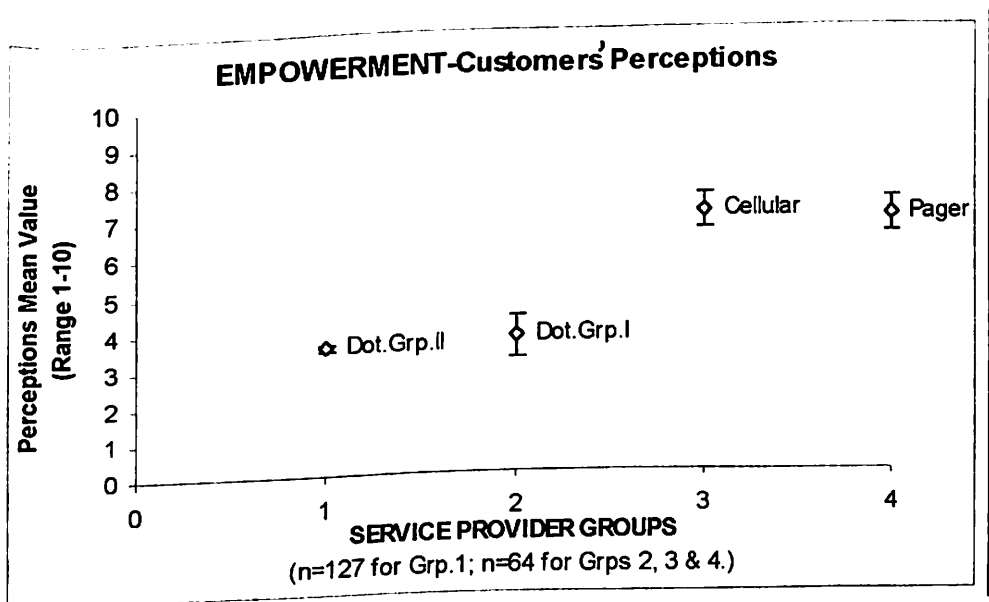 EMPOWERMENT-Customers' Perceptions
Perceptions Mean Value
(Range 1-10)
10
9
8
7
6
5
4
3
2
1
0
Cellular
Pager
Dot.Grp.II
Dot.Grp.I
0
1
2
3
4
SERVICE PROVIDER GROUPS
(n=127 for Grp.1; n=64 for Grps 2, 3 & 4.)